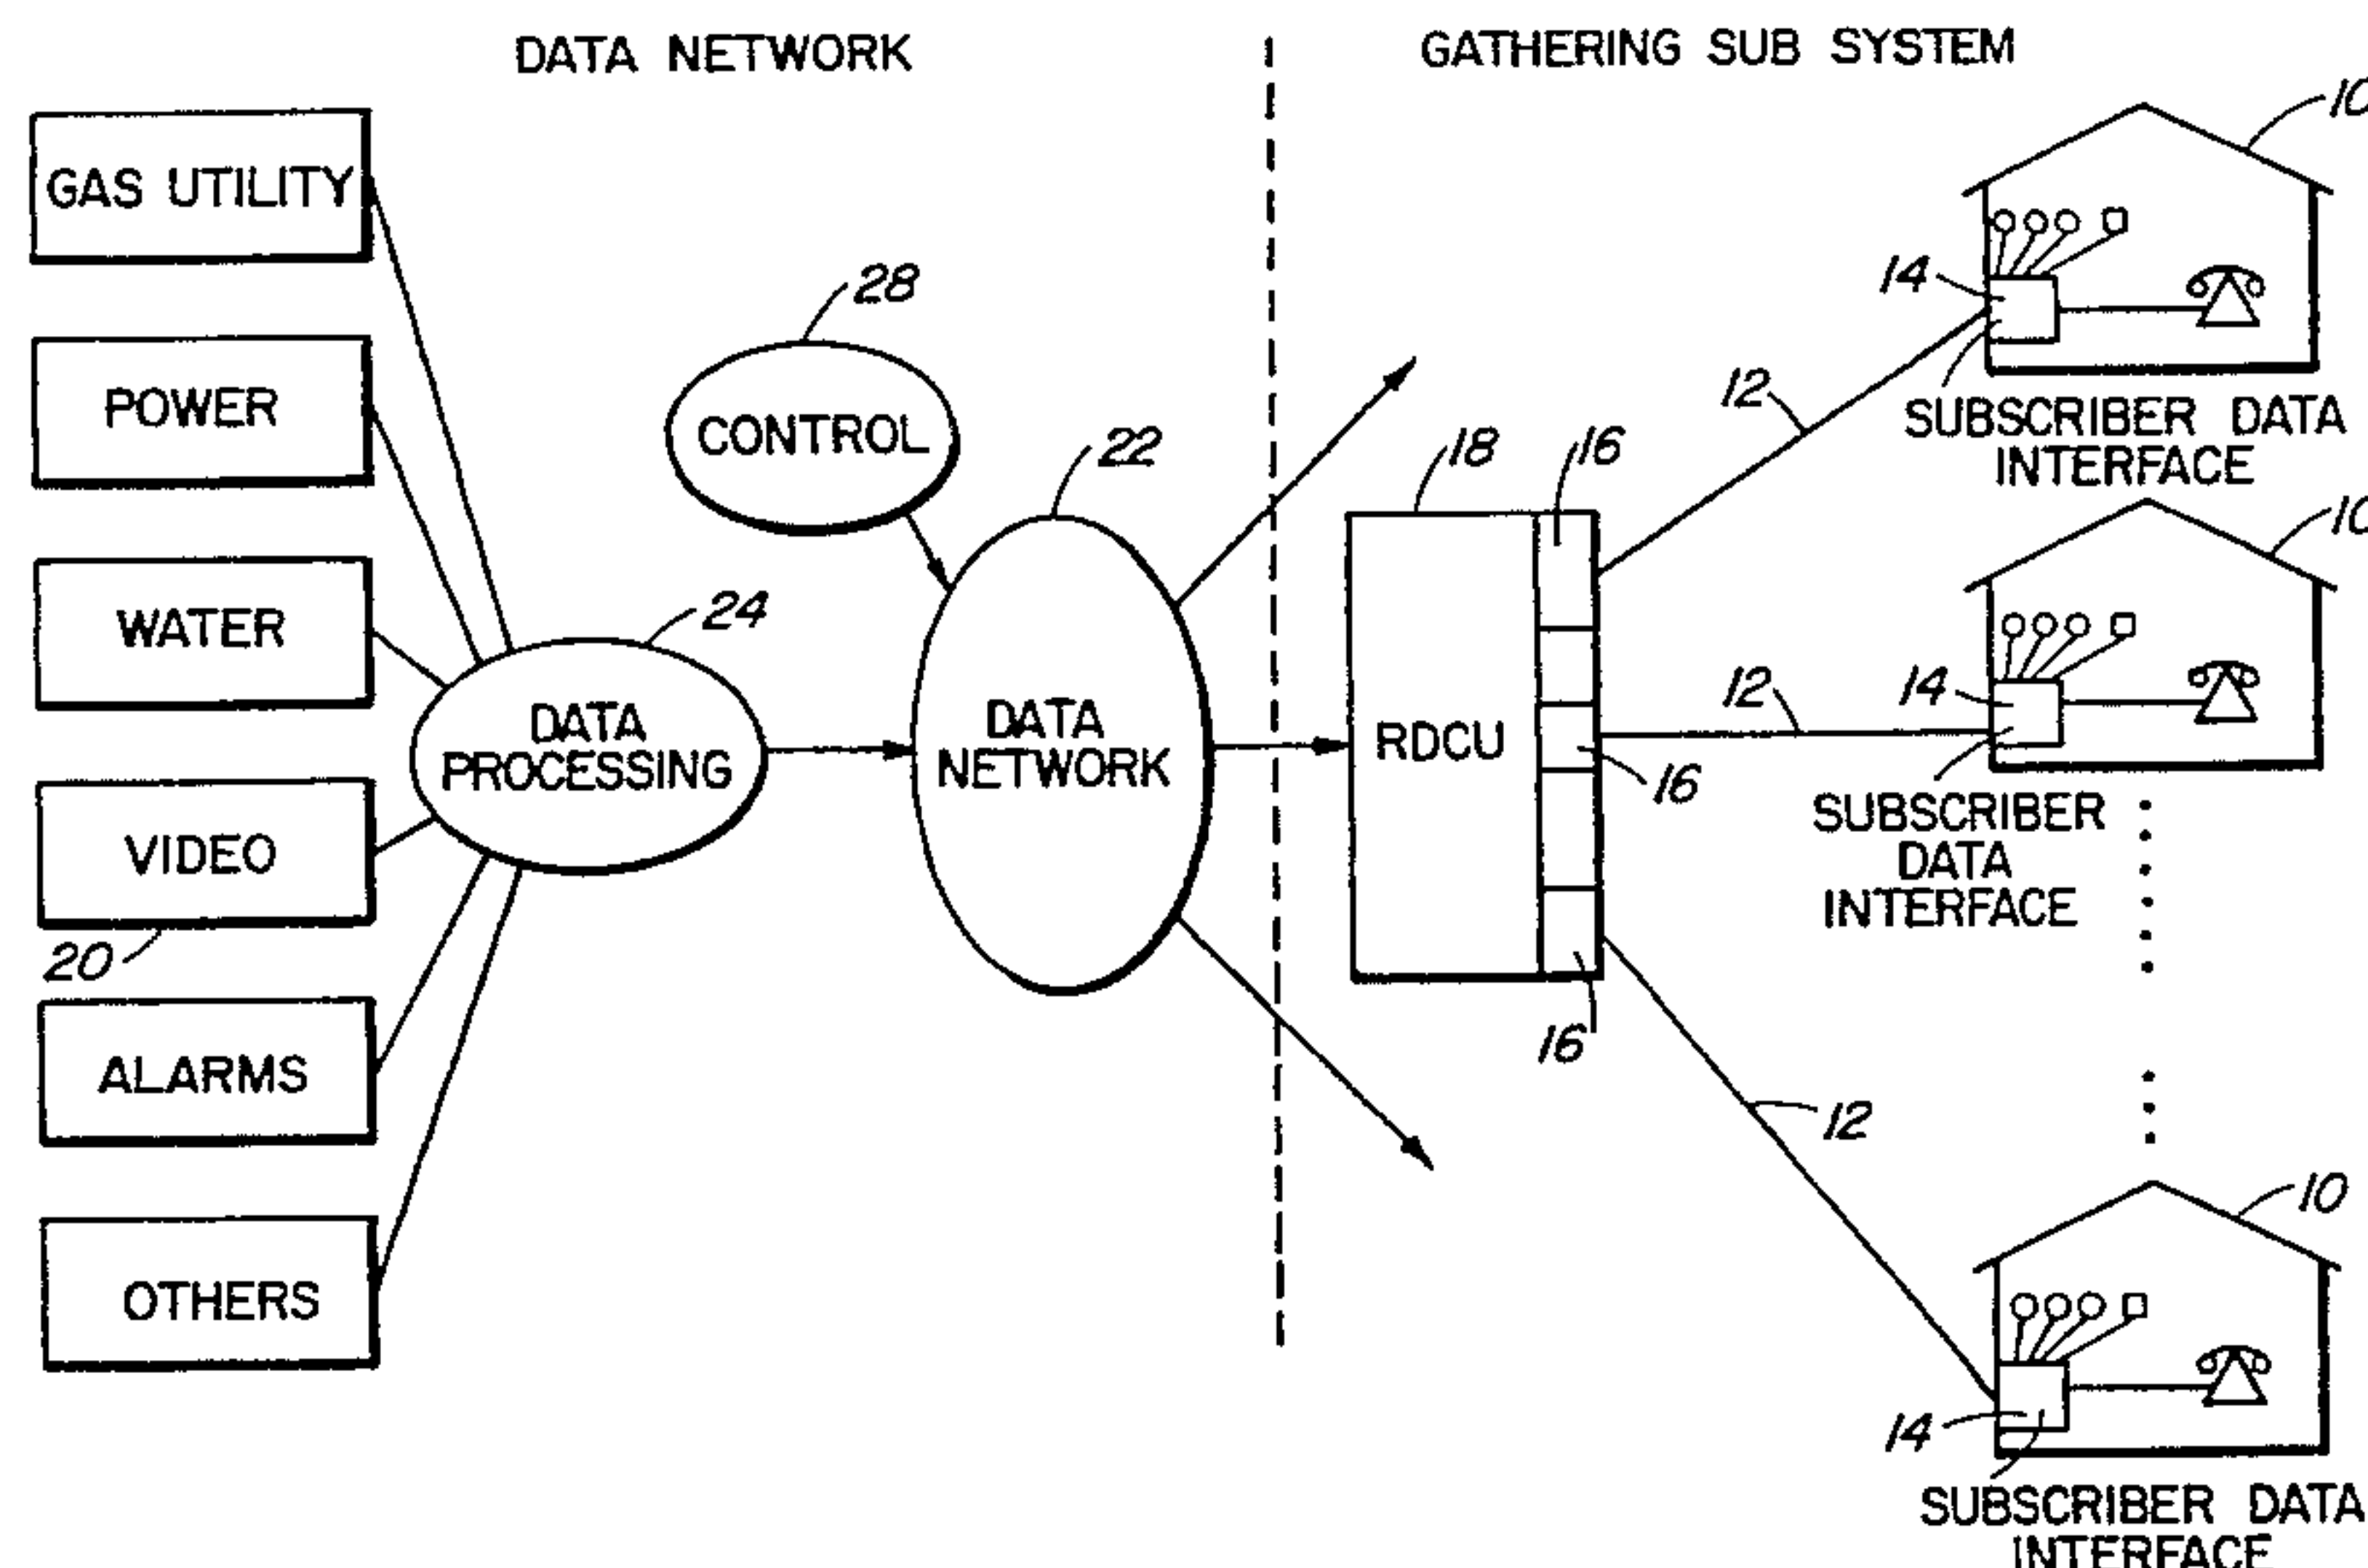 DATA NETWORK
GATHERING SUB SYSTEM
GAS UTILITY
POWER
WATER
VIDEO
20
ALARMS
OTHERS
28
CONTROL
24
DATA
PROCESSING
22
DATA
NETWORK
18
16
RDCU
16
16
12
12
12
10
14
SUBSCRIBER DATA
INTERFACE
10
14
SUBSCRIBER
DATA
INTERFACE
10
14
SUBSCRIBER DATA
INTERFACE